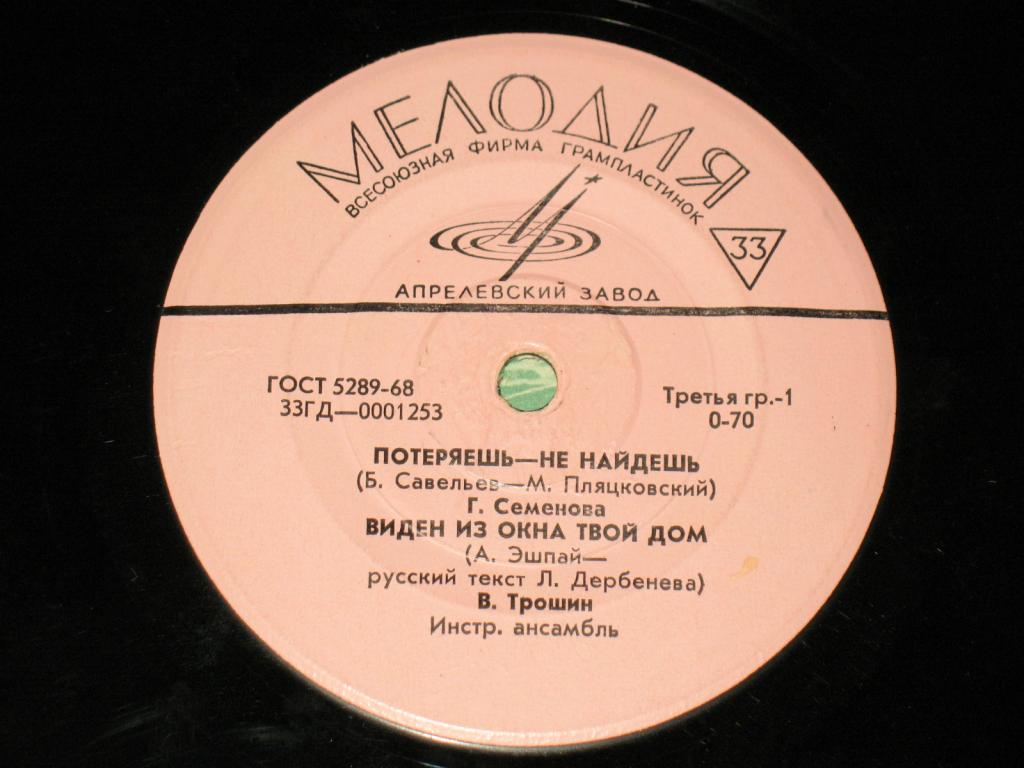 МЕЛОДИЯ
ВСЕСОЮЗНАЯ ФИРМА ГРАМПЛАСТИНОК
33
АПРЕЛЕВСКИЙ ЗАВОД
ГОСТ 5289-68
33ГД—0001253
Третья гр.-1
0-70
ПОТЕРЯЕШЬ—НЕ НАЙДЕШЬ
(Б. Савельев—М. Пляцковский)
Г. Семенова
ВИДЕН ИЗ ОКНА ТВОЙ ДОМ
(А. Эшпай—
русский текст Л. Дербенева)
В. Трошин
Инстр. ансамбль